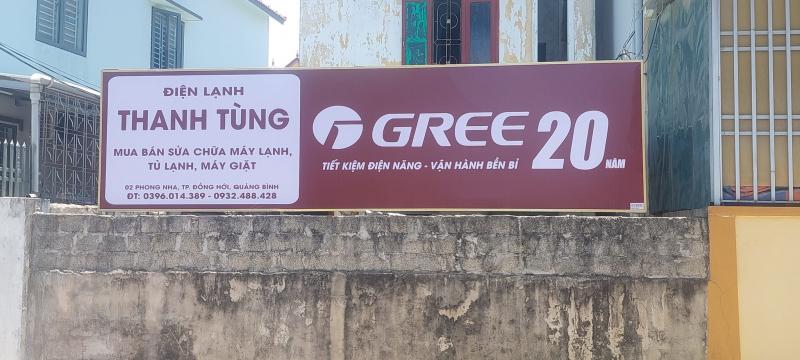 ĐIỆN LẠNH
THANH TÙNG
MUA BÁN SỬA CHỮA MÁY LẠNH,
TỦ LẠNH, MÁY GIẶT
02 PHONG NHA, TP. ĐỒNG HỚI, QUẢNG BÌNH
ĐT: 0396.014.389 - 0932.488.428
GREE
TIẾT KIỆM ĐIỆN NĂNG - VẬN HÀNH BỀN BỈ
20 NĂM